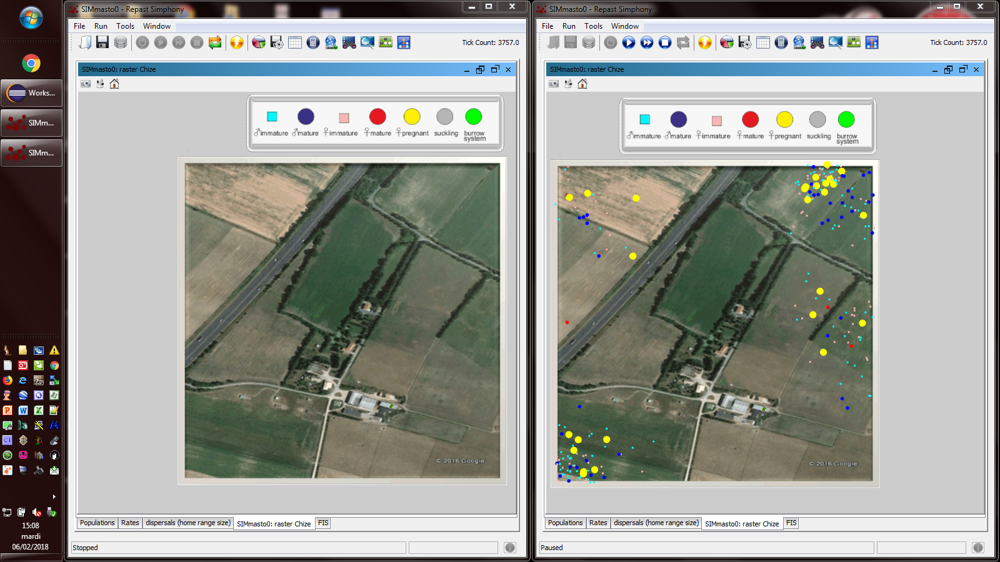 SIMmasto0 - Repast Simphony
File Run Tools Window
Tick Count: 3757.0
SIMmasto0: raster Chize
♂immature ♂mature ♀immature ♀mature ♀pregnant suckling burrow system
© 2016 Google
Populations Rates dispersals (home range size) SIMmasto0: raster Chize FIS
Stopped
SIMmasto0 - Repast Simphony
File Run Tools Window
Tick Count: 3757.0
SIMmasto0: raster Chize
♂immature ♂mature ♀immature ♀mature ♀pregnant suckling burrow system
© 2016 Google
Populations Rates dispersals (home range size) SIMmasto0: raster Chize FIS
Paused
Works...
SIMm...
SIMm...
15:08
mardi
06/02/2018